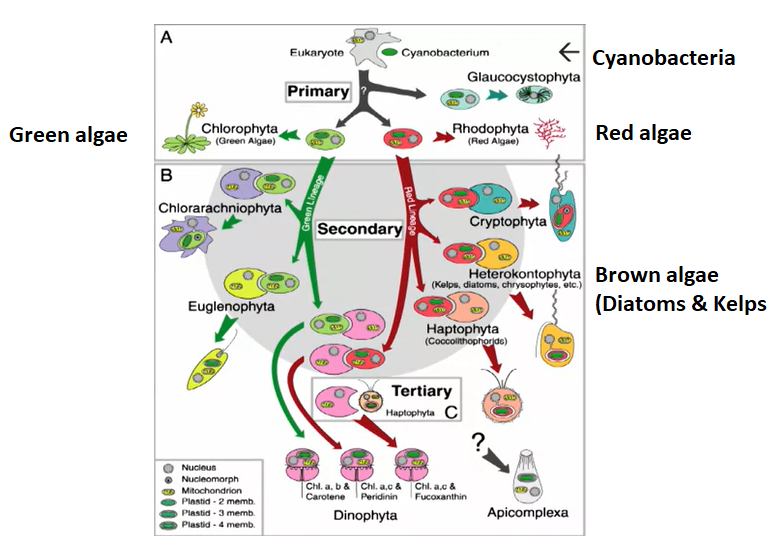 A
Eukaryote
Cyanobacterium
Cyanobacteria
Glaucocystophyta
Primary
?
Green algae
Chlorophyta
(Green Algae)
Rhodophyta
(Red Algae)
Red algae
B
Green Lineage
Red Lineage
Chlorarachniophyta
Secondary
Cryptophyta
Heterokontophyta
(Kelps, diatoms, chrysophytes, etc.)
Brown algae
(Diatoms & Kelps
Euglenophyta
Haptophyta
(Coccolithophorids)
Tertiary
Haptophyta
C
?
Nucleus
Nucleomorph
Mitochondrion
Plastid - 2 memb.
Plastid - 3 memb.
Plastid - 4 memb.
Chl. a, b &
Carotene
Chl. a,c &
Peridinin
Chl. a,c &
Fucoxanthin
Dinophyta
Apicomplexa